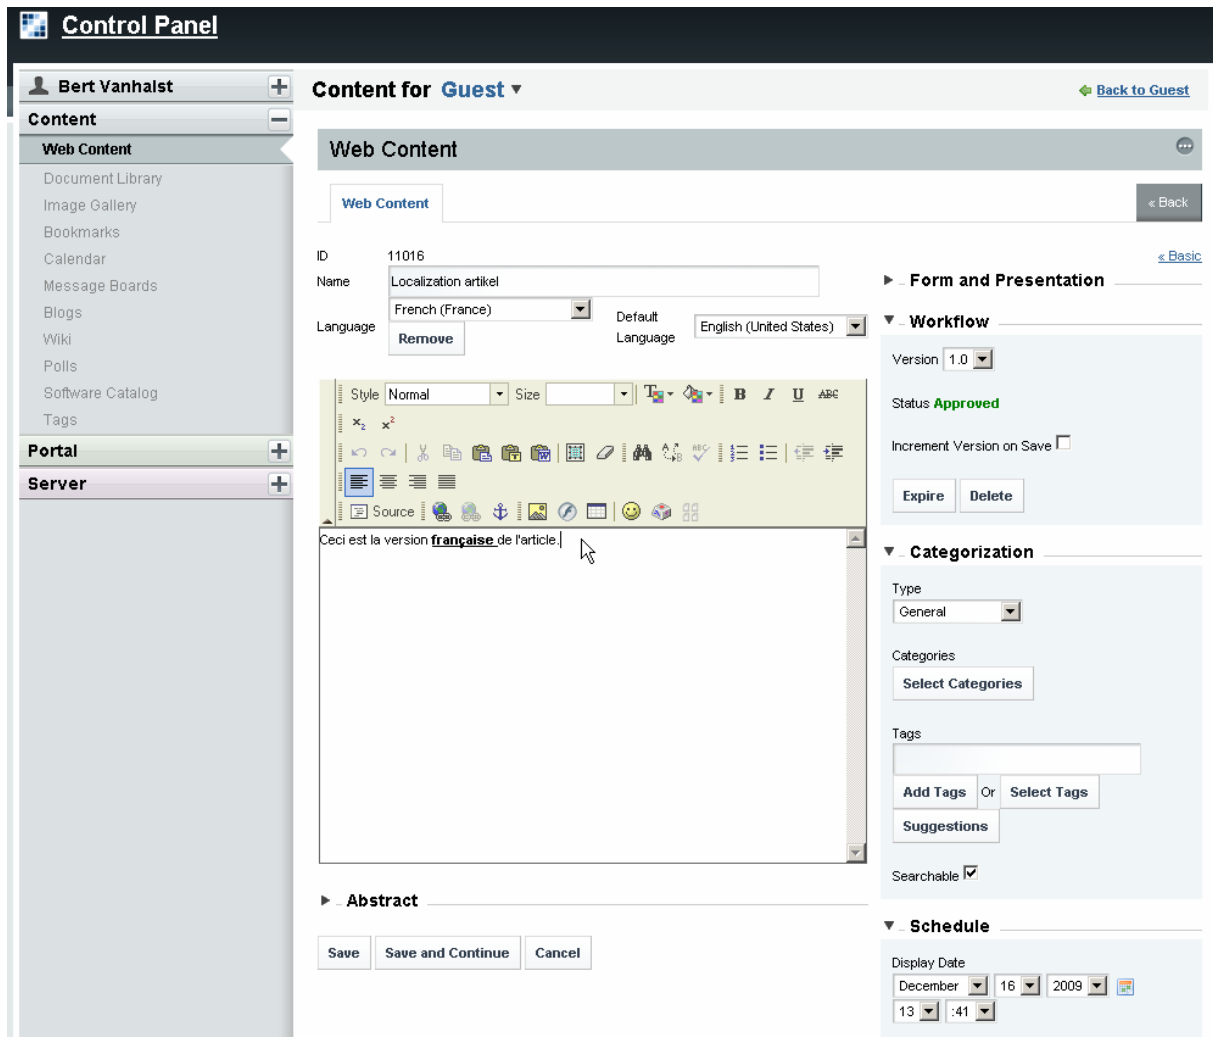 Control Panel
Bert Vanhalst
Content
Web Content
Document Library
Image Gallery
Bookmarks
Calendar
Message Boards
Blogs
Wiki
Polls
Software Catalog
Tags
Portal
Server
Content for Guest
Back to Guest
Web Content
Web Content
« Back
ID 11016
« Basic
Name Localization artikel
Language French (France)
Remove
Default Language English (United States)
Style Normal Size B I U ABC
x₂ x²
Source
Ceci est la version française de l'article.
Abstract
Save Save and Continue Cancel
Form and Presentation
Workflow
Version 1.0
Status Approved
Increment Version on Save
Expire Delete
Categorization
Type
General
Categories
Select Categories
Tags
Add Tags Or Select Tags
Suggestions
Searchable
Schedule
Display Date
December 16 2009
13 :41